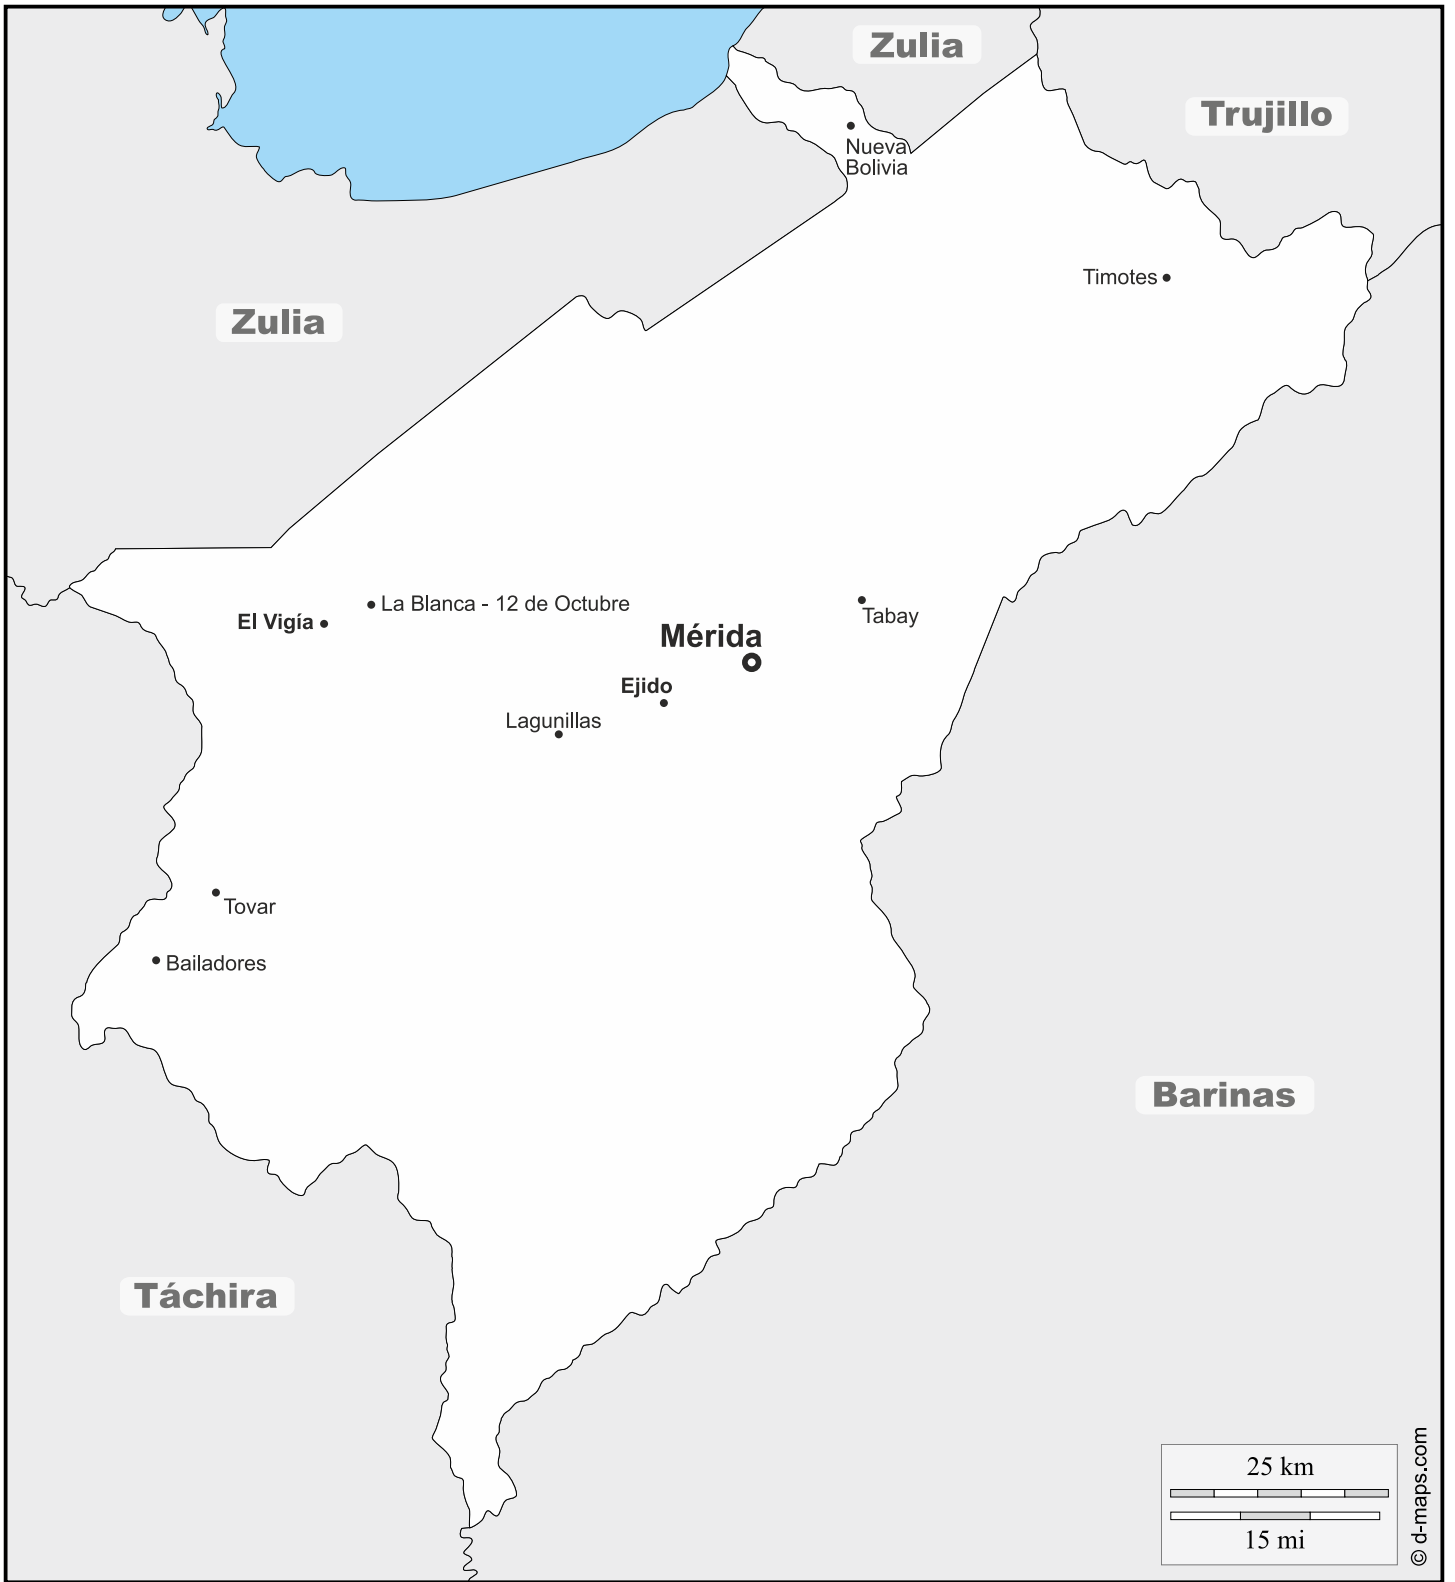 Zulia
Trujillo
Nueva
Bolivia
Timotes
Zulia
La Blanca - 12 de Octubre
El Vigía
Tabay
Mérida
Ejido
Lagunillas
Tovar
Bailadores
Barinas
Táchira
25 km
15 mi
© d-maps.com